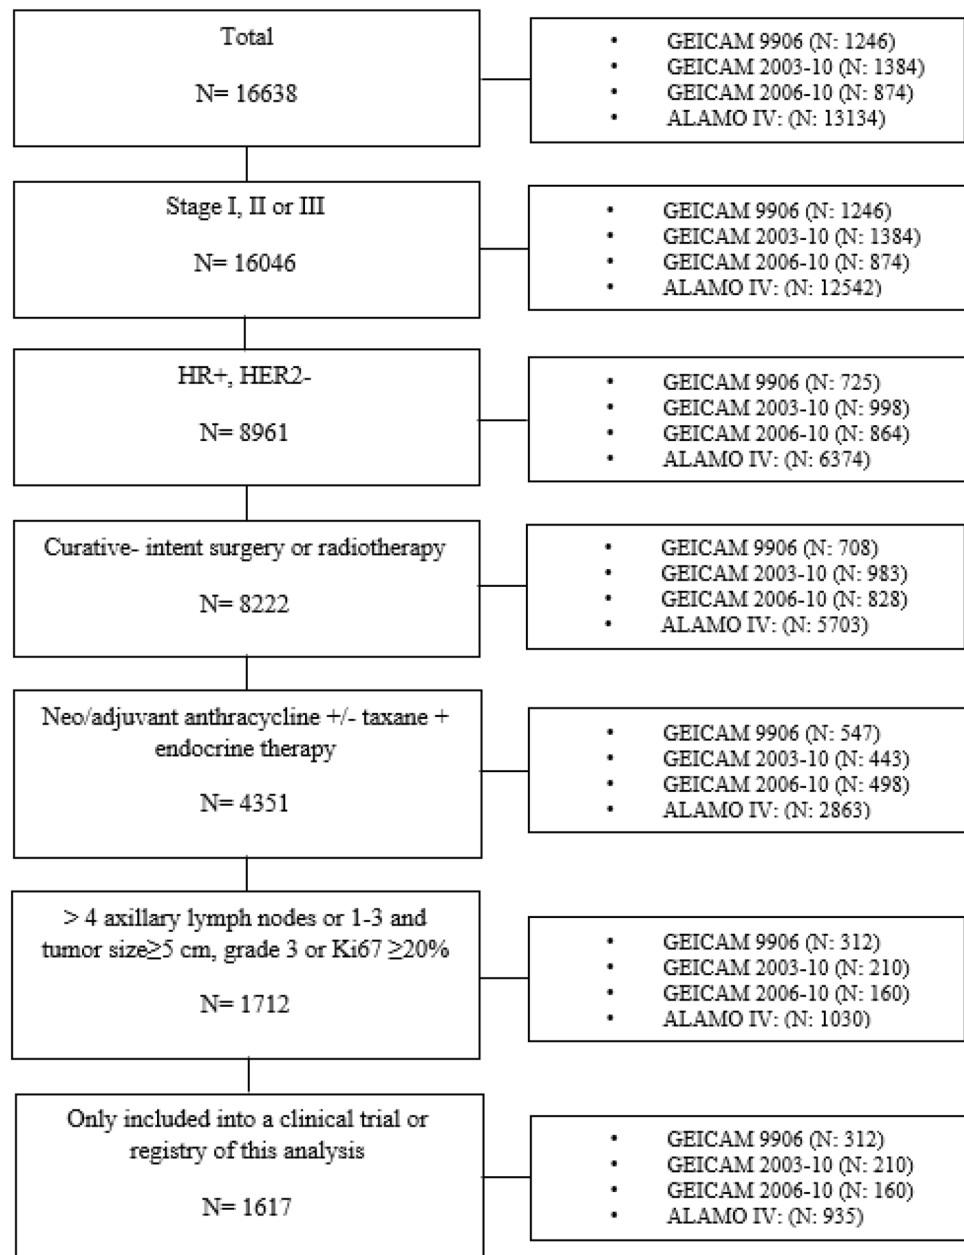 Total
N= 16638
• GEICAM 9906 (N: 1246)
• GEICAM 2003-10 (N: 1384)
• GEICAM 2006-10 (N: 874)
• ALAMO IV: (N: 13134)
Stage I, II or III
N= 16046
• GEICAM 9906 (N: 1246)
• GEICAM 2003-10 (N: 1384)
• GEICAM 2006-10 (N: 874)
• ALAMO IV: (N: 12542)
HR+, HER2-
N= 8961
• GEICAM 9906 (N: 725)
• GEICAM 2003-10 (N: 998)
• GEICAM 2006-10 (N: 864)
• ALAMO IV: (N: 6374)
Curative- intent surgery or radiotherapy
N= 8222
• GEICAM 9906 (N: 708)
• GEICAM 2003-10 (N: 983)
• GEICAM 2006-10 (N: 828)
• ALAMO IV: (N: 5703)
Neo/adjuvant anthracycline +/- taxane +
endocrine therapy
N= 4351
• GEICAM 9906 (N: 547)
• GEICAM 2003-10 (N: 443)
• GEICAM 2006-10 (N: 498)
• ALAMO IV: (N: 2863)
> 4 axillary lymph nodes or 1-3 and
tumor size≥5 cm, grade 3 or Ki67 ≥20%
N= 1712
• GEICAM 9906 (N: 312)
• GEICAM 2003-10 (N: 210)
• GEICAM 2006-10 (N: 160)
• ALAMO IV: (N: 1030)
Only included into a clinical trial or
registry of this analysis
N= 1617
• GEICAM 9906 (N: 312)
• GEICAM 2003-10 (N: 210)
• GEICAM 2006-10 (N: 160)
• ALAMO IV: (N: 935)